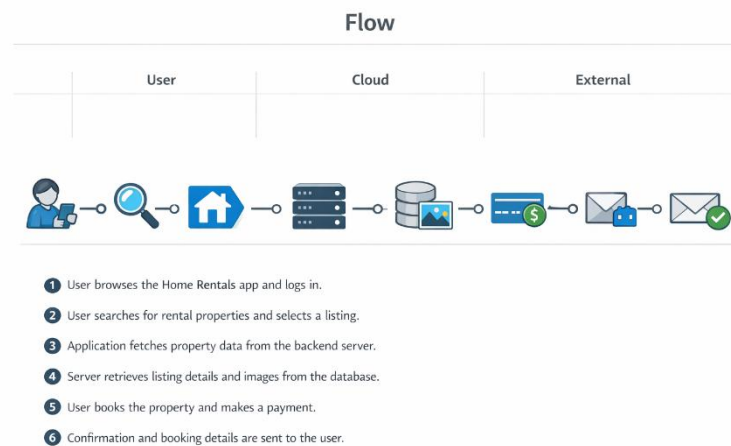 Flow
User Cloud External
$
1 User browses the Home Rentals app and logs in.
2 User searches for rental properties and selects a listing.
3 Application fetches property data from the backend server.
4 Server retrieves listing details and images from the database.
5 User books the property and makes a payment.
6 Confirmation and booking details are sent to the user.